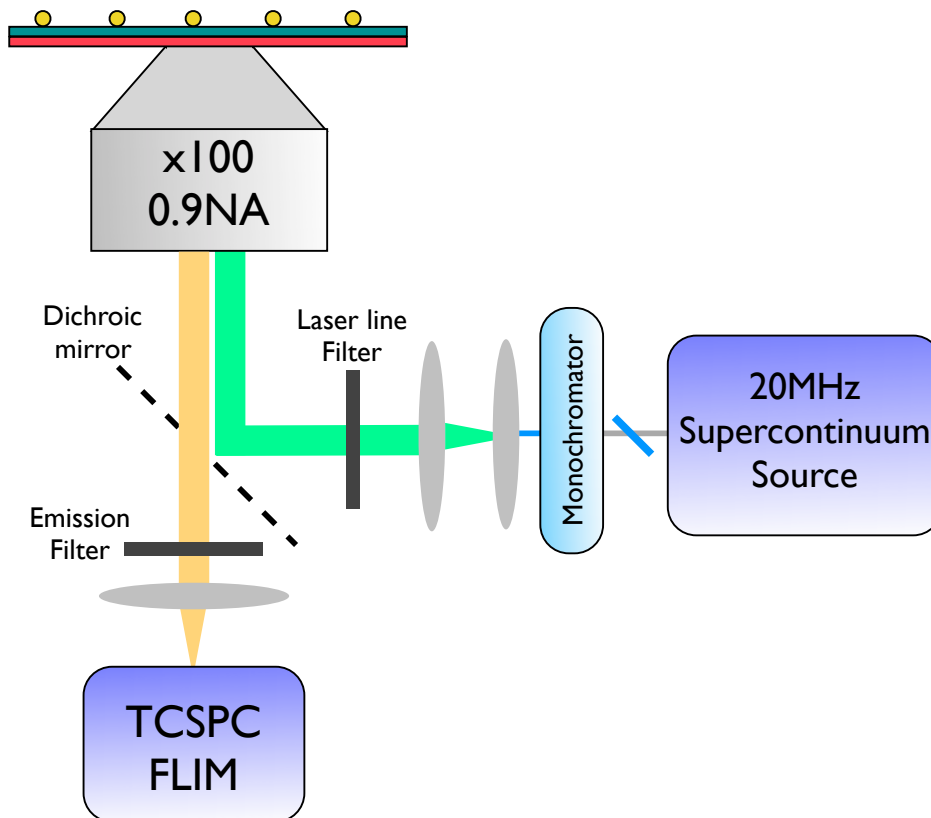 x100
0.9NA
Dichroic
mirror
Laser line
Filter
Monochromator
20MHz
Supercontinuum
Source
Emission
Filter
TCSPC
FLIM